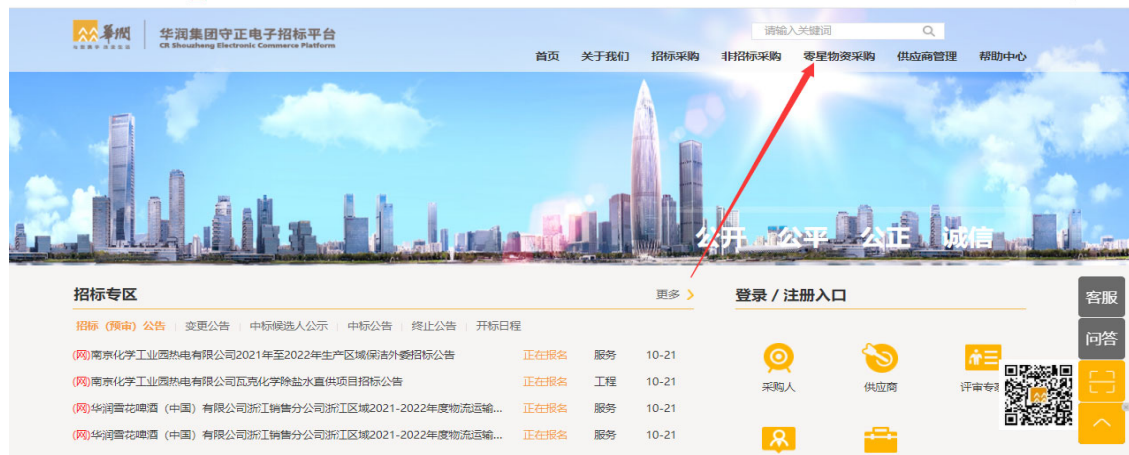 華潤
华润集团守正电子招标平台
CR Shouzheng Electronic Commerce Platform
请输入关键词
首页 关于我们 招标采购 非招标采购 零星物资采购 供应商管理 帮助中心
公开 公平 公正 诚信
招标专区
更多
登录 / 注册入口
招标（预审）公告 变更公告 中标候选人公示 中标公告 终止公告 开标日程
(网)南京化学工业园热电有限公司2021年至2022年生产区域保洁外委招标公告 正在报名 服务 10-21
(网)南京化学工业园热电有限公司瓦克化学除盐水直供项目招标公告 正在报名 工程 10-21
(网)华润雪花啤酒（中国）有限公司浙江销售分公司浙江区域2021-2022年度物流运输... 正在报名 服务 10-21
(网)华润雪花啤酒（中国）有限公司浙江销售分公司浙江区域2021-2022年度物流运输... 正在报名 服务 10-21
采购人 供应商 评审专
客服
问答